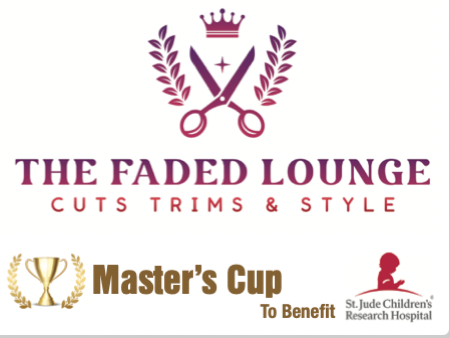 THE FADED LOUNGE
CUTS TRIMS & STYLE
Master's Cup
To Benefit
St. Jude Children's
Research Hospital